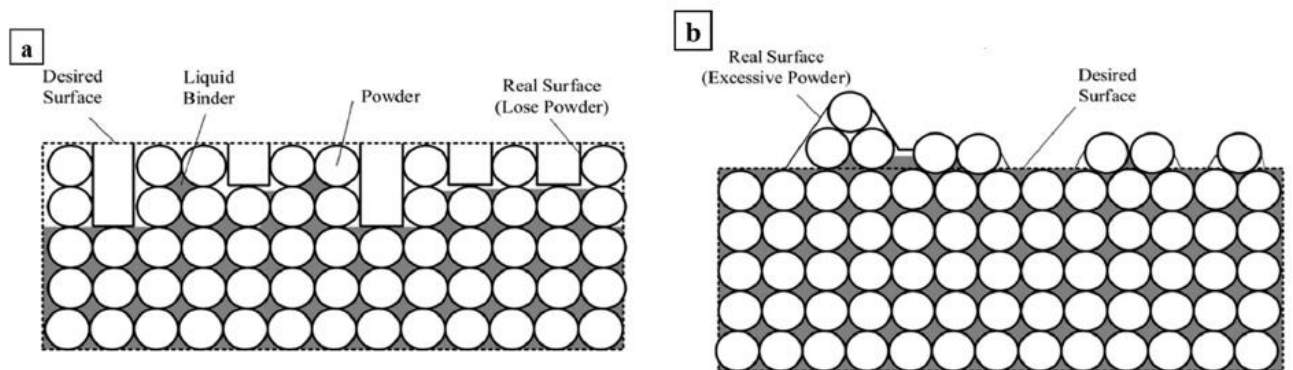 a
Desired
Surface
Liquid
Binder
Powder
Real Surface
(Lose Powder)
b
Real Surface
(Excessive Powder)
Desired
Surface